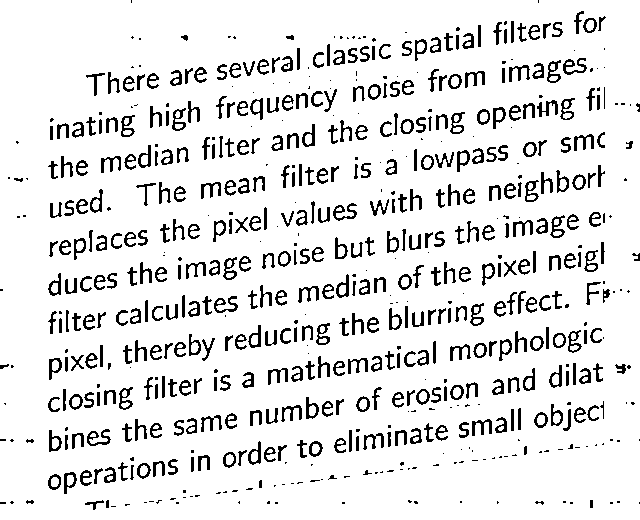 There are several classic spatial filters for
inating high frequency noise from images.
the median filter and the closing opening fil
used. The mean filter is a lowpass or smo
replaces the pixel values with the neighborh
duces the image noise but blurs the image e
filter calculates the median of the pixel neigh
pixel, thereby reducing the blurring effect. Fi
closing filter is a mathematical morphologic
bines the same number of erosion and dilat
operations in order to eliminate small object